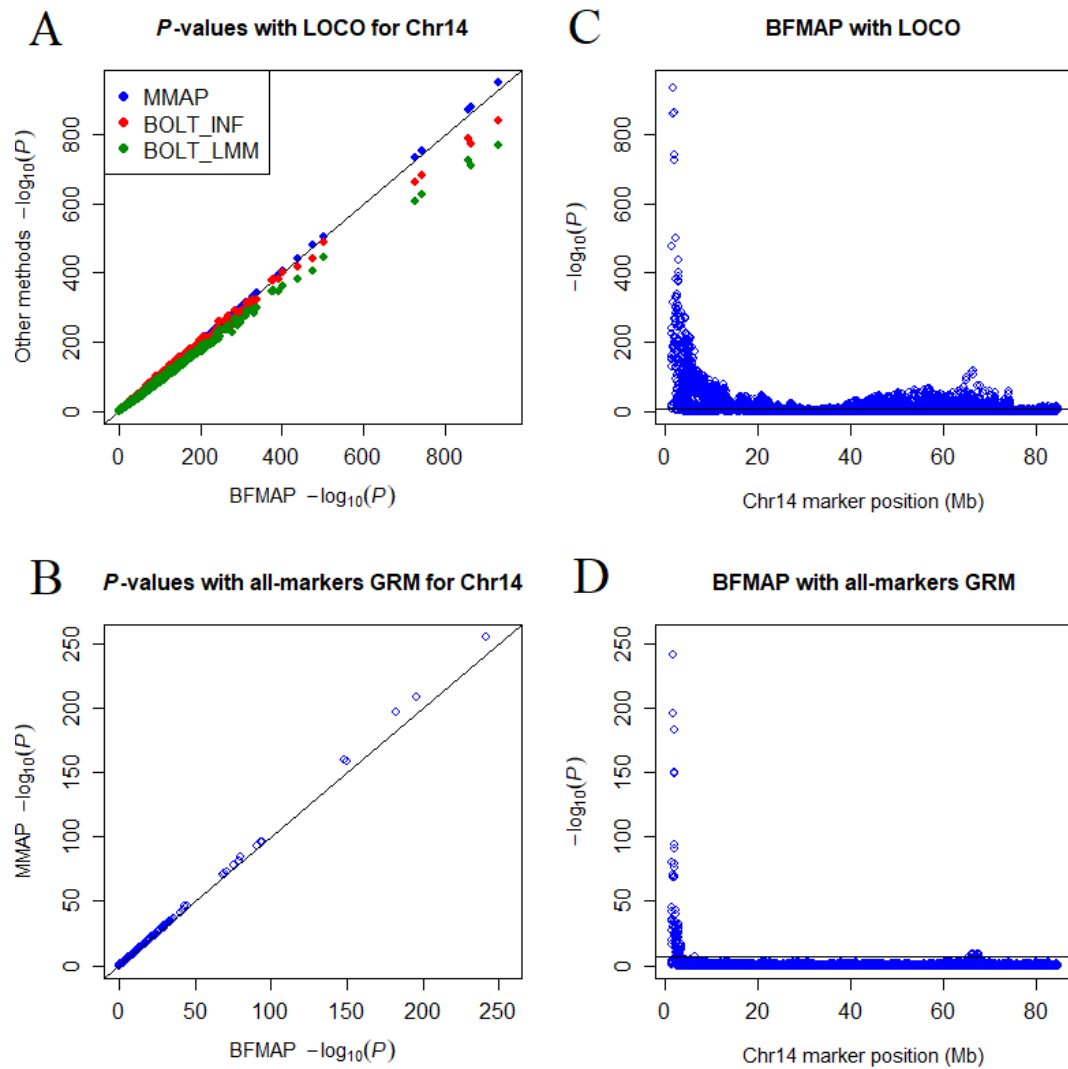 A
P-values with LOCO for Chr14
MMAP
BOLT_INF
BOLT_LMM
Other methods −log10(P)
0 200 400 600 800
0 200 400 600 800
BFMAP −log10(P)
C
BFMAP with LOCO
−log10(P)
0 200 400 600 800
0 20 40 60 80
Chr14 marker position (Mb)
B
P-values with all-markers GRM for Chr14
MMAP −log10(P)
0 50 100 150 200 250
0 50 100 150 200 250
BFMAP −log10(P)
D
BFMAP with all-markers GRM
−log10(P)
0 50 100 150 200 250
0 20 40 60 80
Chr14 marker position (Mb)